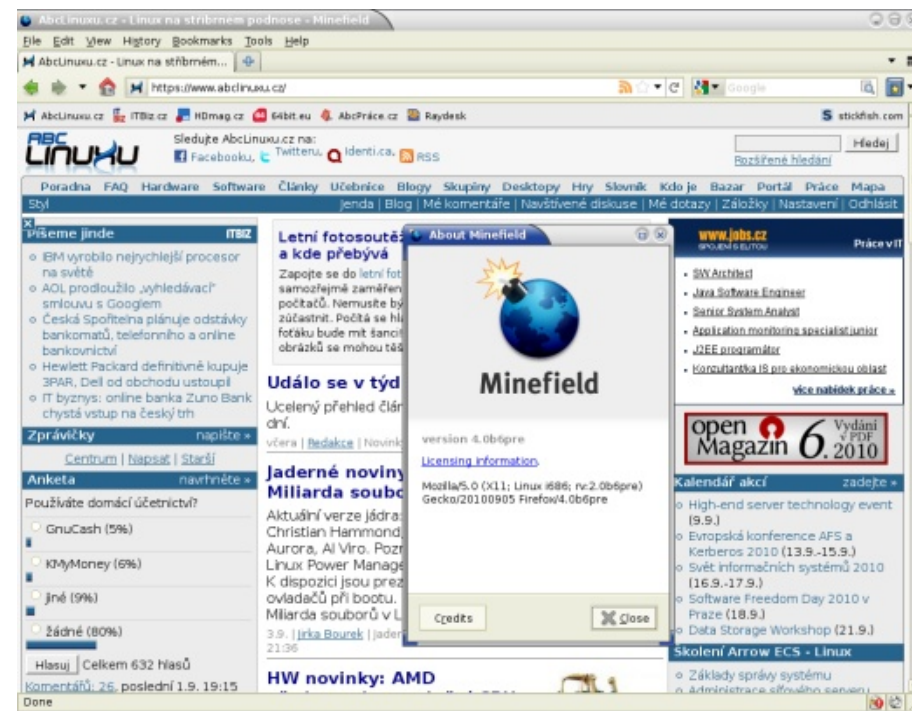 AbcLinuxu.cz - Linux na stribrnem podnose - Minefield
File Edit View History Bookmarks Tools Help
AbcLinuxu.cz - Linux na stříbrném...
https://www.abclinuxu.cz/
Google
AbcLinuxu.cz ITBiz.cz HDmag.cz 64bit.eu AbcPráce.cz Raydesk
stickfish.com
ABC
LINUXU
Sledujte AbcLinuxu.cz na:
Facebooku, Twitteru, Identi.ca, RSS
Hledej
Rozšířené hledání
Poradna FAQ Hardware Software Články Učebnice Blogy Skupiny Desktopy Hry Slovník Kdo je Bazar Portál Práce Mapa
Styl
Jenda | Blog | Mé komentáře | Navštívené diskuse | Mé dotazy | Záložky | Nastavení | Odhlásit
Píšeme jinde ITBIZ
IBM vyrobilo nejrychlejší procesor
na světě
AOL prodloužilo „vyhledávací"
smlouvu s Googlem
Česká Spořitelna plánuje odstávky
bankomatů, telefonního a online
bankovnictví
Hewlett Packard definitivně kupuje
3PAR, Dell od obchodu ustoupil
IT byznys: online banka Zuno Bank
chystá vstup na český trh
Zprávičky napište »
Centrum | Napsat | Starší
Anketa navrhněte »
Používáte domácí účetnictví?
GnuCash (5%)
KMyMoney (6%)
jiné (9%)
žádné (80%)
Hlasuj Celkem 632 hlasů
Komentářů: 26, poslední 1.9. 19:15
Letní fotosoutěž
a kde přebývá
Zapojte se do letní fot
samozřejmě zaměřen
počítačů. Nemusíte bý
zúčastnit. Počítá se hl
foťáku bude mít šanci
obrázků se mohou těš
Událo se v týd
Ucelený přehled člár
dní.
včera | Redakce | Novink
Jaderné noviny
Miliarda soubo
Aktuální verze jádra:
Christian Hammond,
Aurora, Al Viro. Pozr
Linux Power Manage
K dispozici jsou prez
ovladačů při bootu.
Miliarda souborů v L
3.9. | Jirka Bourek | Jader
21:36
HW novinky: AMD
About Minefield
Minefield
version 4.0b6pre
Licensing information.
Mozilla/5.0 (X11; Linux i686; rv:2.0b6pre)
Gecko/20100905 Firefox/4.0b6pre
Credits
Close
www.jobs.cz
SPOJENÍ S ELITOU
Práce v IT
SW Architect
Java Software Engineer
Senior System Analyst
Application monitoring specialist junior
J2EE programátor
Konzultant/ka IS pro ekonomickou oblast
více nabídek práce »
open
Magazin 6. Vydání
v PDF
2010
Kalendář akcí zadejte »
High-end server technology event
(9.9.)
Evropská konference AFS a
Kerberos 2010 (13.9.-15.9.)
Svět informačních systémů 2010
(16.9.-17.9.)
Software Freedom Day 2010 v
Praze (18.9.)
Data Storage Workshop (21.9.)
Školení Arrow ECS - Linux
Základy správy systému
Administrace síťového serveru
Done